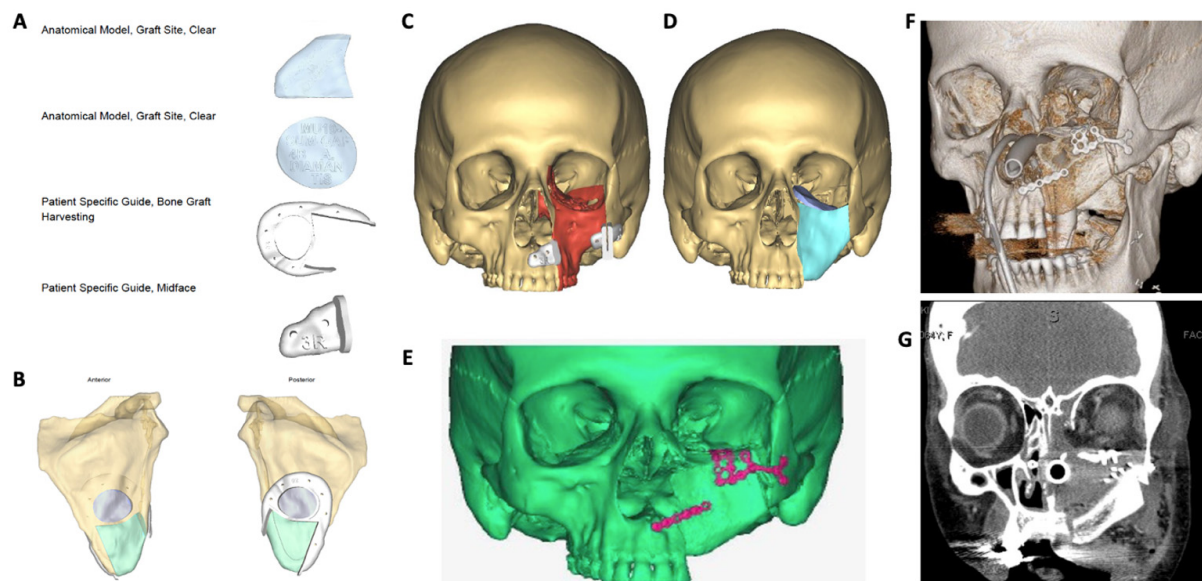 A
Anatomical Model, Graft Site, Clear
Anatomical Model, Graft Site, Clear
Patient Specific Guide, Bone Graft
Harvesting
Patient Specific Guide, Midface
3R
B
Anterior
Posterior
C
D
E
F
G
S
064Y, F
FAC